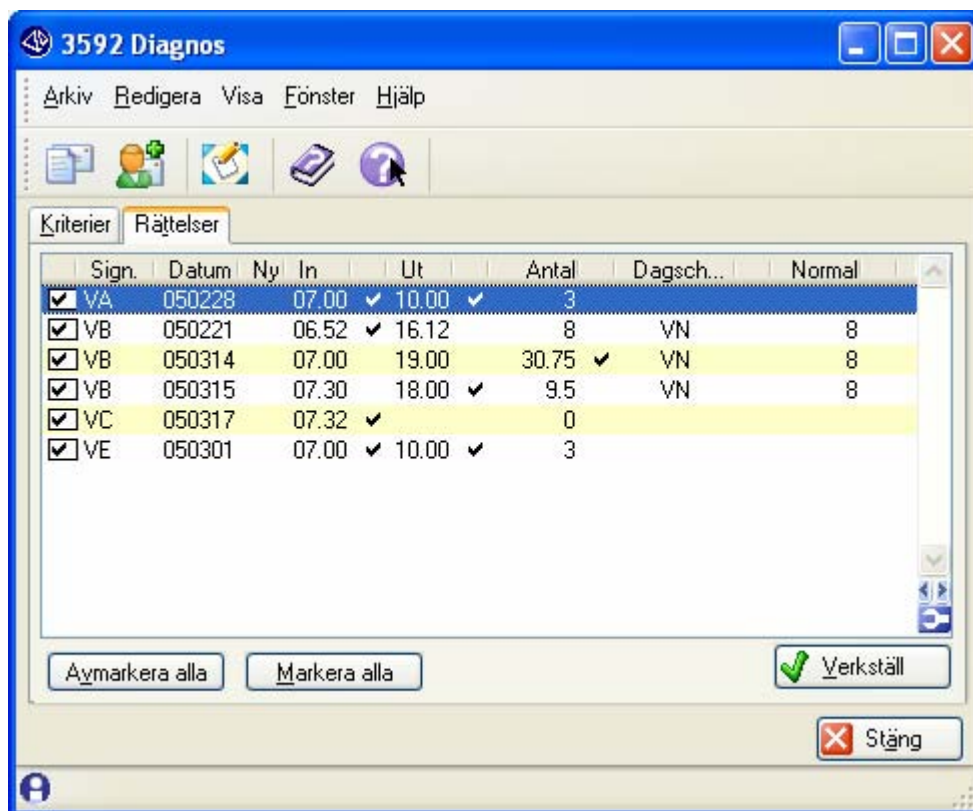 3592 Diagnos
Arkiv Redigera Visa Fönster Hjälp
Kriterier Rättelser
Sign. Datum Ny In Ut Antal Dagsch... Normal
VA 050228 07.00 10.00 3
VB 050221 06.52 16.12 8 VN 8
VB 050314 07.00 19.00 30.75 VN 8
VB 050315 07.30 18.00 9.5 VN 8
VC 050317 07.32 0
VE 050301 07.00 10.00 3
Avmarkera alla Markera alla Verkställ
Stäng